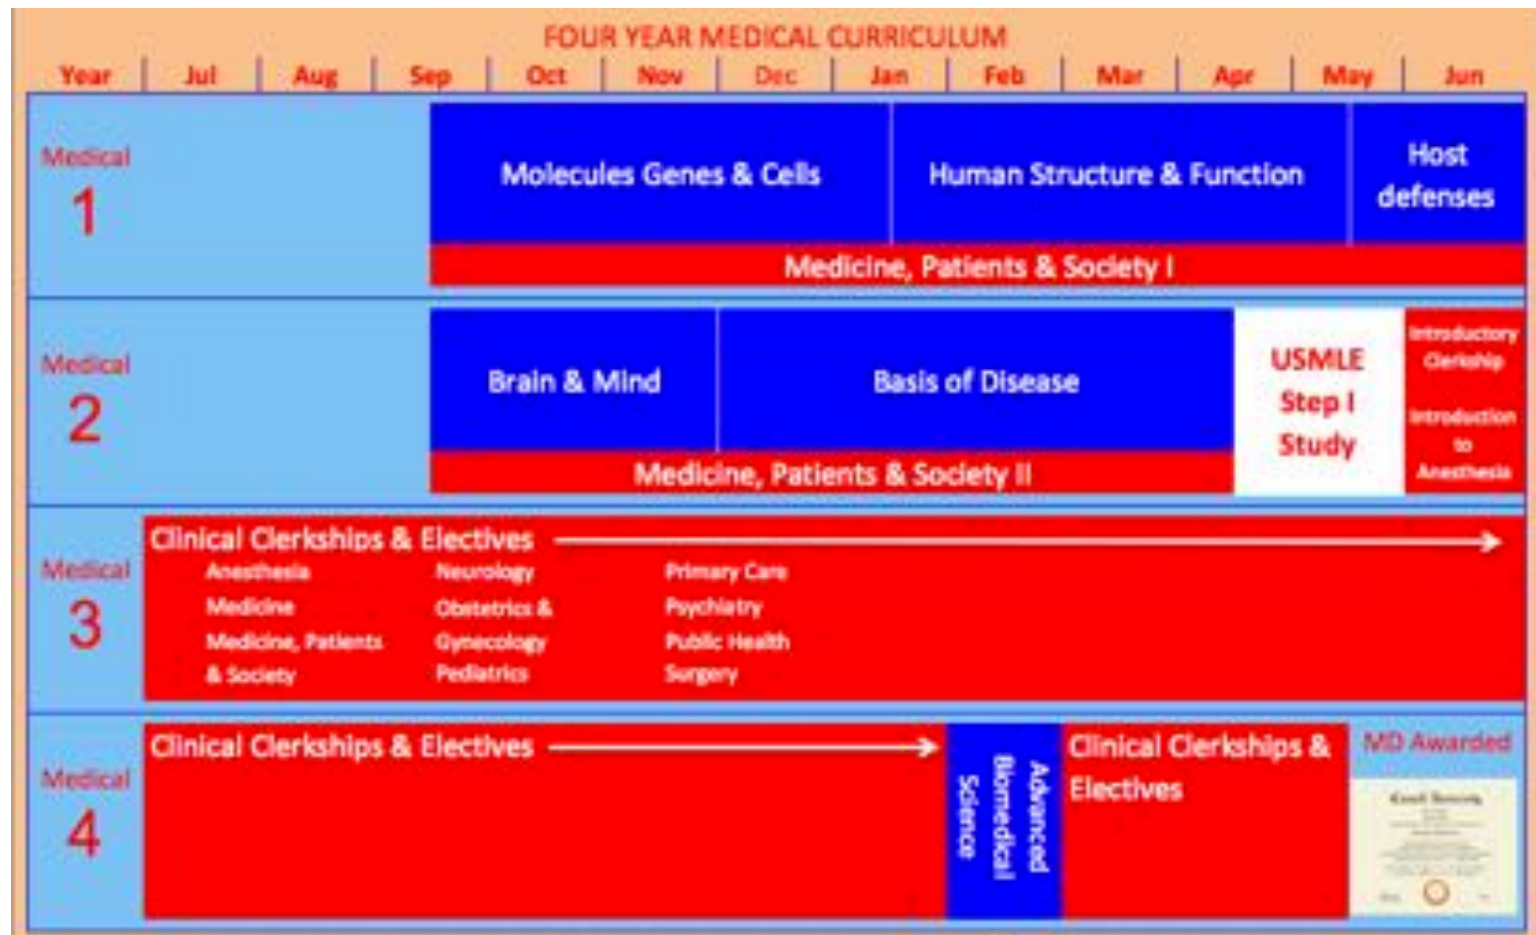 FOUR YEAR MEDICAL CURRICULUM
Year Jul Aug Sep Oct Nov Dec Jan Feb Mar Apr May Jun
Medical
1
Molecules Genes & Cells
Human Structure & Function
Host
defenses
Medicine, Patients & Society I
Medical
2
Brain & Mind
Basis of Disease
USMLE
Step I
Study
Introductory
Clerkship
Introduction
to
Anesthesia
Medicine, Patients & Society II
Medical
3
Clinical Clerkships & Electives
Anesthesia
Medicine
Medicine, Patients
& Society
Neurology
Obstetrics &
Gynecology
Pediatrics
Primary Care
Psychiatry
Public Health
Surgery
Medical
4
Clinical Clerkships & Electives
Advanced
Biomedical
Science
Clinical Clerkships &
Electives
MD Awarded